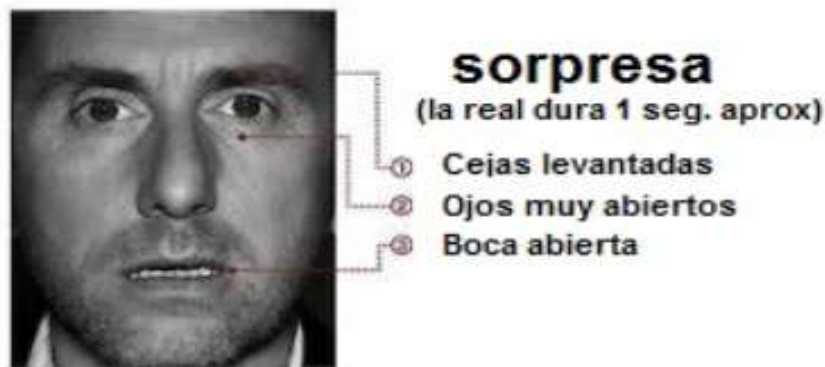 sorpresa
(la real dura 1 seg. aprox)
① Cejas levantadas
② Ojos muy abiertos
③ Boca abierta